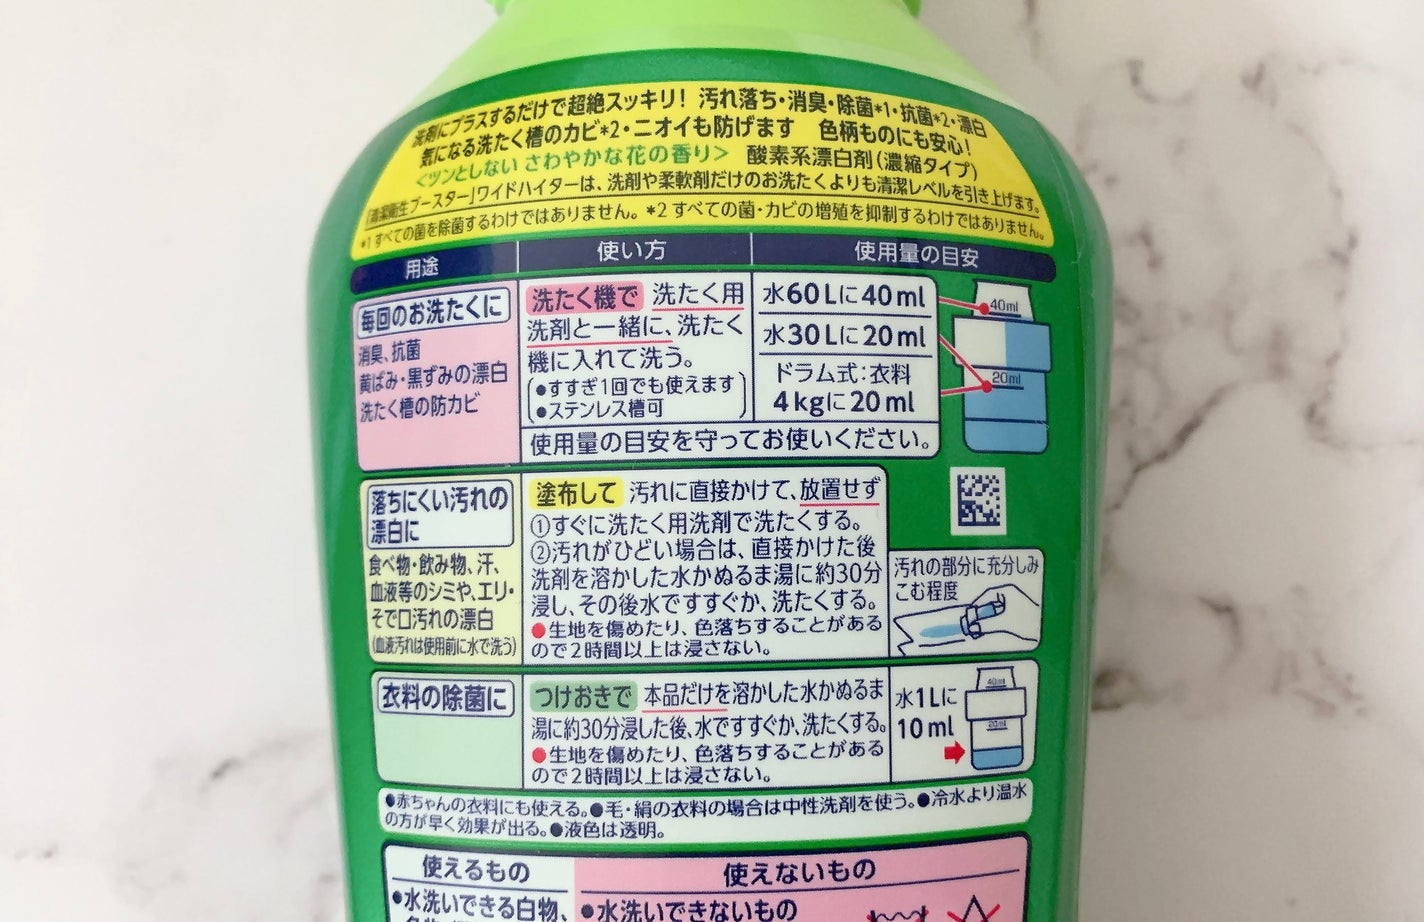 洗剤にプラスするだけで超絶スッキリ! 汚れ落ち・消臭・除菌*1・抗菌*2・漂白
気になる洗たく槽のカビ*2・ニオイも防げます 色柄ものにも安心!
<ツンとしない さわやかな花の香り> 酸素系漂白剤(濃縮タイプ)
「清潔衛生ブースター」ワイドハイターは、洗剤や柔軟剤だけのお洗たくよりも清潔レベルを引き上げます。
*1 すべての菌を除菌するわけではありません。*2 すべての菌・カビの増殖を抑制するわけではありません。
用途 使い方 使用量の目安
毎回のお洗たくに
消臭、抗菌
黄ばみ・黒ずみの漂白
洗たく槽の防カビ
洗たく機で 洗たく用
洗剤と一緒に、洗たく
機に入れて洗う。
●すすぎ1回でも使えます
●ステンレス槽可
水60Lに40ml
水30Lに20ml
ドラム式:衣料
4kgに20ml
40ml
20ml
使用量の目安を守ってお使いください。
落ちにくい汚れの
漂白に
食べ物・飲み物、汗、
血液等のシミや、エリ・
そで口汚れの漂白
(血液汚れは使用前に水で洗う)
塗布して 汚れに直接かけて、放置せず
①すぐに洗たく用洗剤で洗たくする。
②汚れがひどい場合は、直接かけた後
洗剤を溶かした水かぬるま湯に約30分
浸し、その後水ですすぐか、洗たくする。
●生地を傷めたり、色落ちすることがある
ので2時間以上は浸さない。
汚れの部分に充分しみ
こむ程度
衣料の除菌に
つけおきで 本品だけを溶かした水かぬるま
湯に約30分浸した後、水ですすぐか、洗たくする。
●生地を傷めたり、色落ちすることがある
ので2時間以上は浸さない。
水1Lに
10ml
40ml
20ml
●赤ちゃんの衣料にも使える。●毛・絹の衣料の場合は中性洗剤を使う。●冷水より温水
の方が早く効果が出る。●液色は透明。
使えるもの 使えないもの
●水洗いできる白物、
●水洗いできないもの